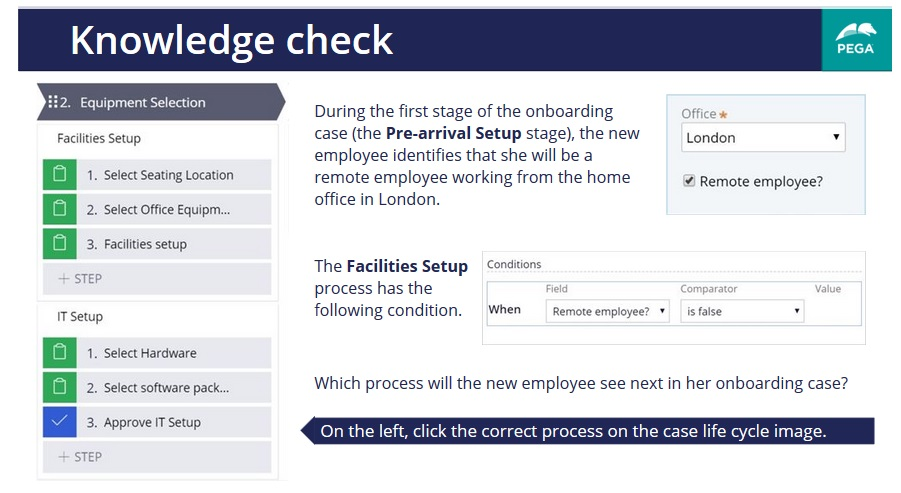 Knowledge check
PEGA
2. Equipment Selection
Facilities Setup
1. Select Seating Location
2. Select Office Equipm...
3. Facilities setup
+ STEP
IT Setup
1. Select Hardware
2. Select software pack...
3. Approve IT Setup
+ STEP
During the first stage of the onboarding
case (the Pre-arrival Setup stage), the new
employee identifies that she will be a
remote employee working from the home
office in London.
Office *
London
Remote employee?
The Facilities Setup
process has the
following condition.
Conditions
Field Comparator Value
When Remote employee? is false
Which process will the new employee see next in her onboarding case?
On the left, click the correct process on the case life cycle image.